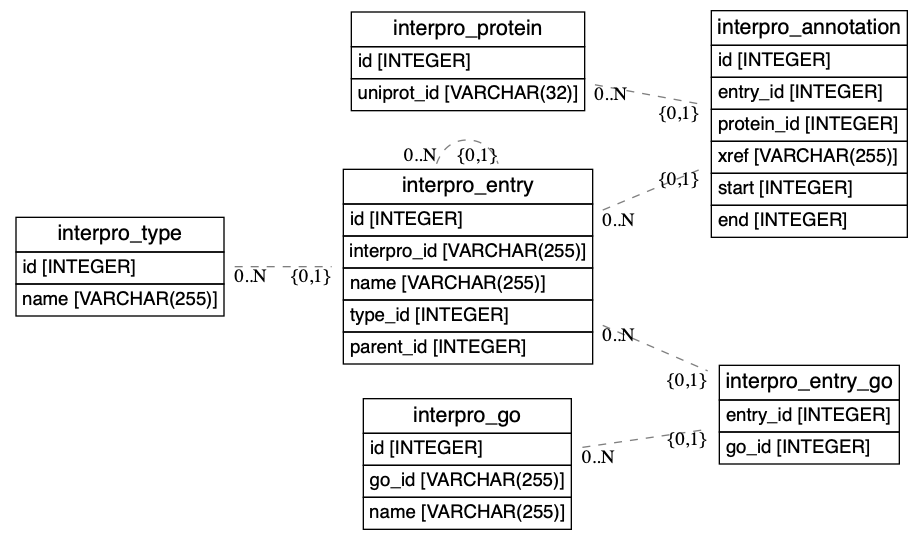 interpro_protein
id [INTEGER]
uniprot_id [VARCHAR(32)]
0..N
{0,1}
interpro_annotation
id [INTEGER]
entry_id [INTEGER]
protein_id [INTEGER]
xref [VARCHAR(255)]
start [INTEGER]
end [INTEGER]
0..N
{0,1}
interpro_entry
id [INTEGER]
interpro_id [VARCHAR(255)]
name [VARCHAR(255)]
type_id [INTEGER]
parent_id [INTEGER]
0..N
{0,1}
interpro_type
id [INTEGER]
name [VARCHAR(255)]
0..N
{0,1}
0..N
{0,1}
interpro_entry_go
entry_id [INTEGER]
go_id [INTEGER]
interpro_go
id [INTEGER]
go_id [VARCHAR(255)]
name [VARCHAR(255)]
0..N
{0,1}